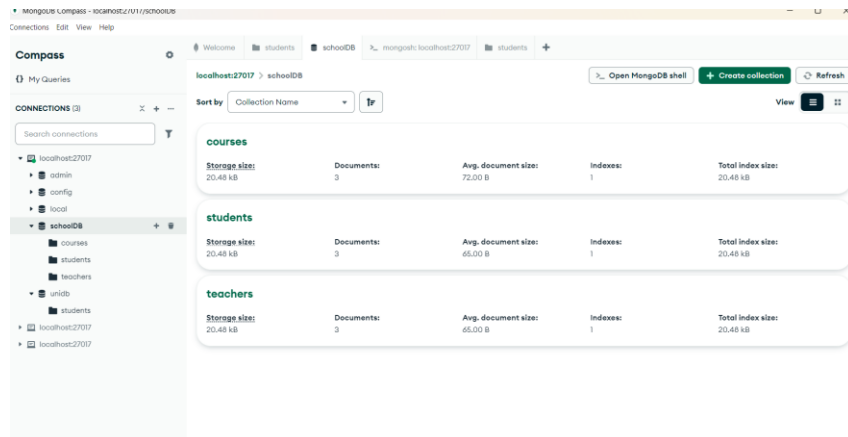 MongoDB Compass - localhost:27017/schoolDB
Connections Edit View Help
Compass
My Queries
CONNECTIONS (3)
Search connections
localhost:27017
admin
config
local
schoolDB
courses
students
teachers
unidb
students
localhost:27017
localhost:27017
Welcome students schoolDB >_ mongosh: localhost:27017 students +
localhost:27017 > schoolDB
>_ Open MongoDB shell + Create collection Refresh
Sort by Collection Name View
courses
Storage size: Documents: Avg. document size: Indexes: Total index size:
20.48 kB 3 72.00 B 1 20.48 kB
students
Storage size: Documents: Avg. document size: Indexes: Total index size:
20.48 kB 3 65.00 B 1 20.48 kB
teachers
Storage size: Documents: Avg. document size: Indexes: Total index size:
20.48 kB 3 65.00 B 1 20.48 kB